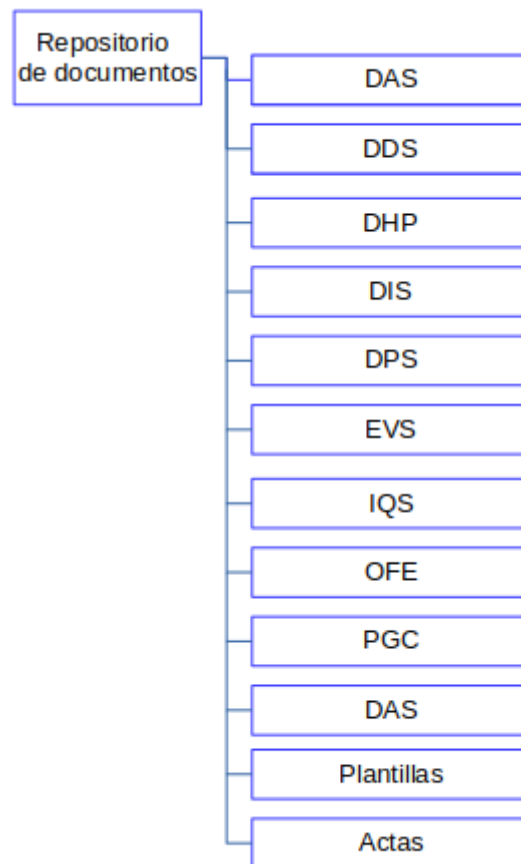 Repositorio
de documentos
DAS
DDS
DHP
DIS
DPS
EVS
IQS
OFE
PGC
DAS
Plantillas
Actas